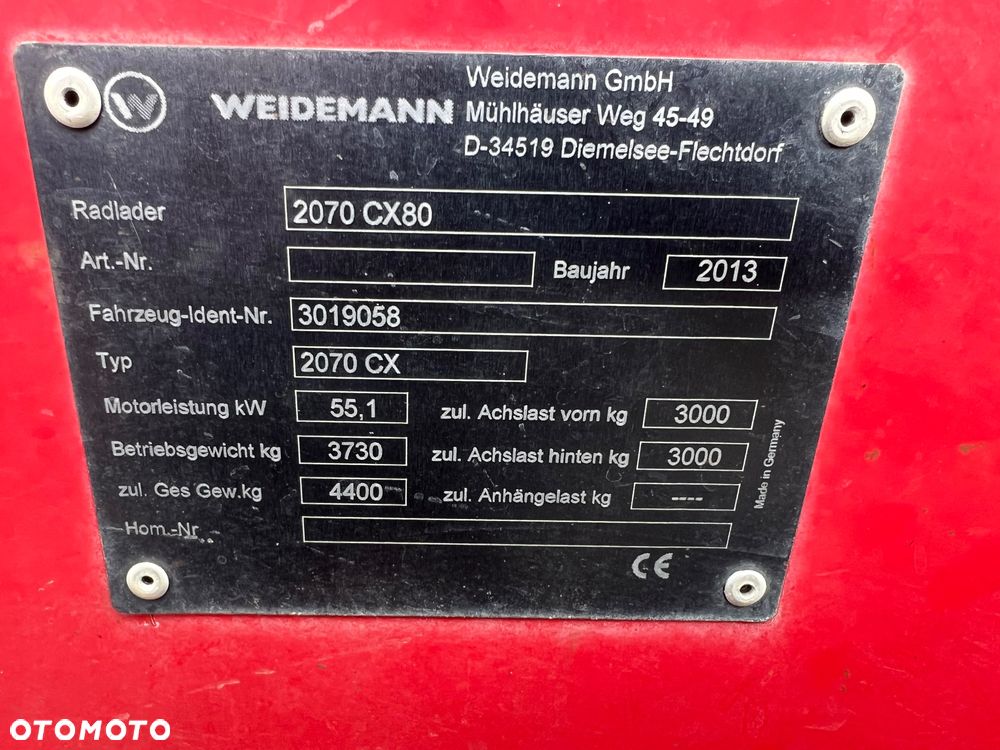 W
WEIDEMANN
Weidemann GmbH
Mühlhäuser Weg 45-49
D-34519 Diemelsee-Flechtdorf
Radlader 2070 CX80
Art.-Nr. Baujahr 2013
Fahrzeug-Ident-Nr. 3019058
Typ 2070 CX
Motorleistung kW 55,1 zul. Achslast vorn kg 3000
Betriebsgewicht kg 3730 zul. Achslast hinten kg 3000
zul. Ges Gew.kg 4400 zul. Anhängelast kg ----
Hom.-Nr.
Made in Germany
CE
OTOMOTO